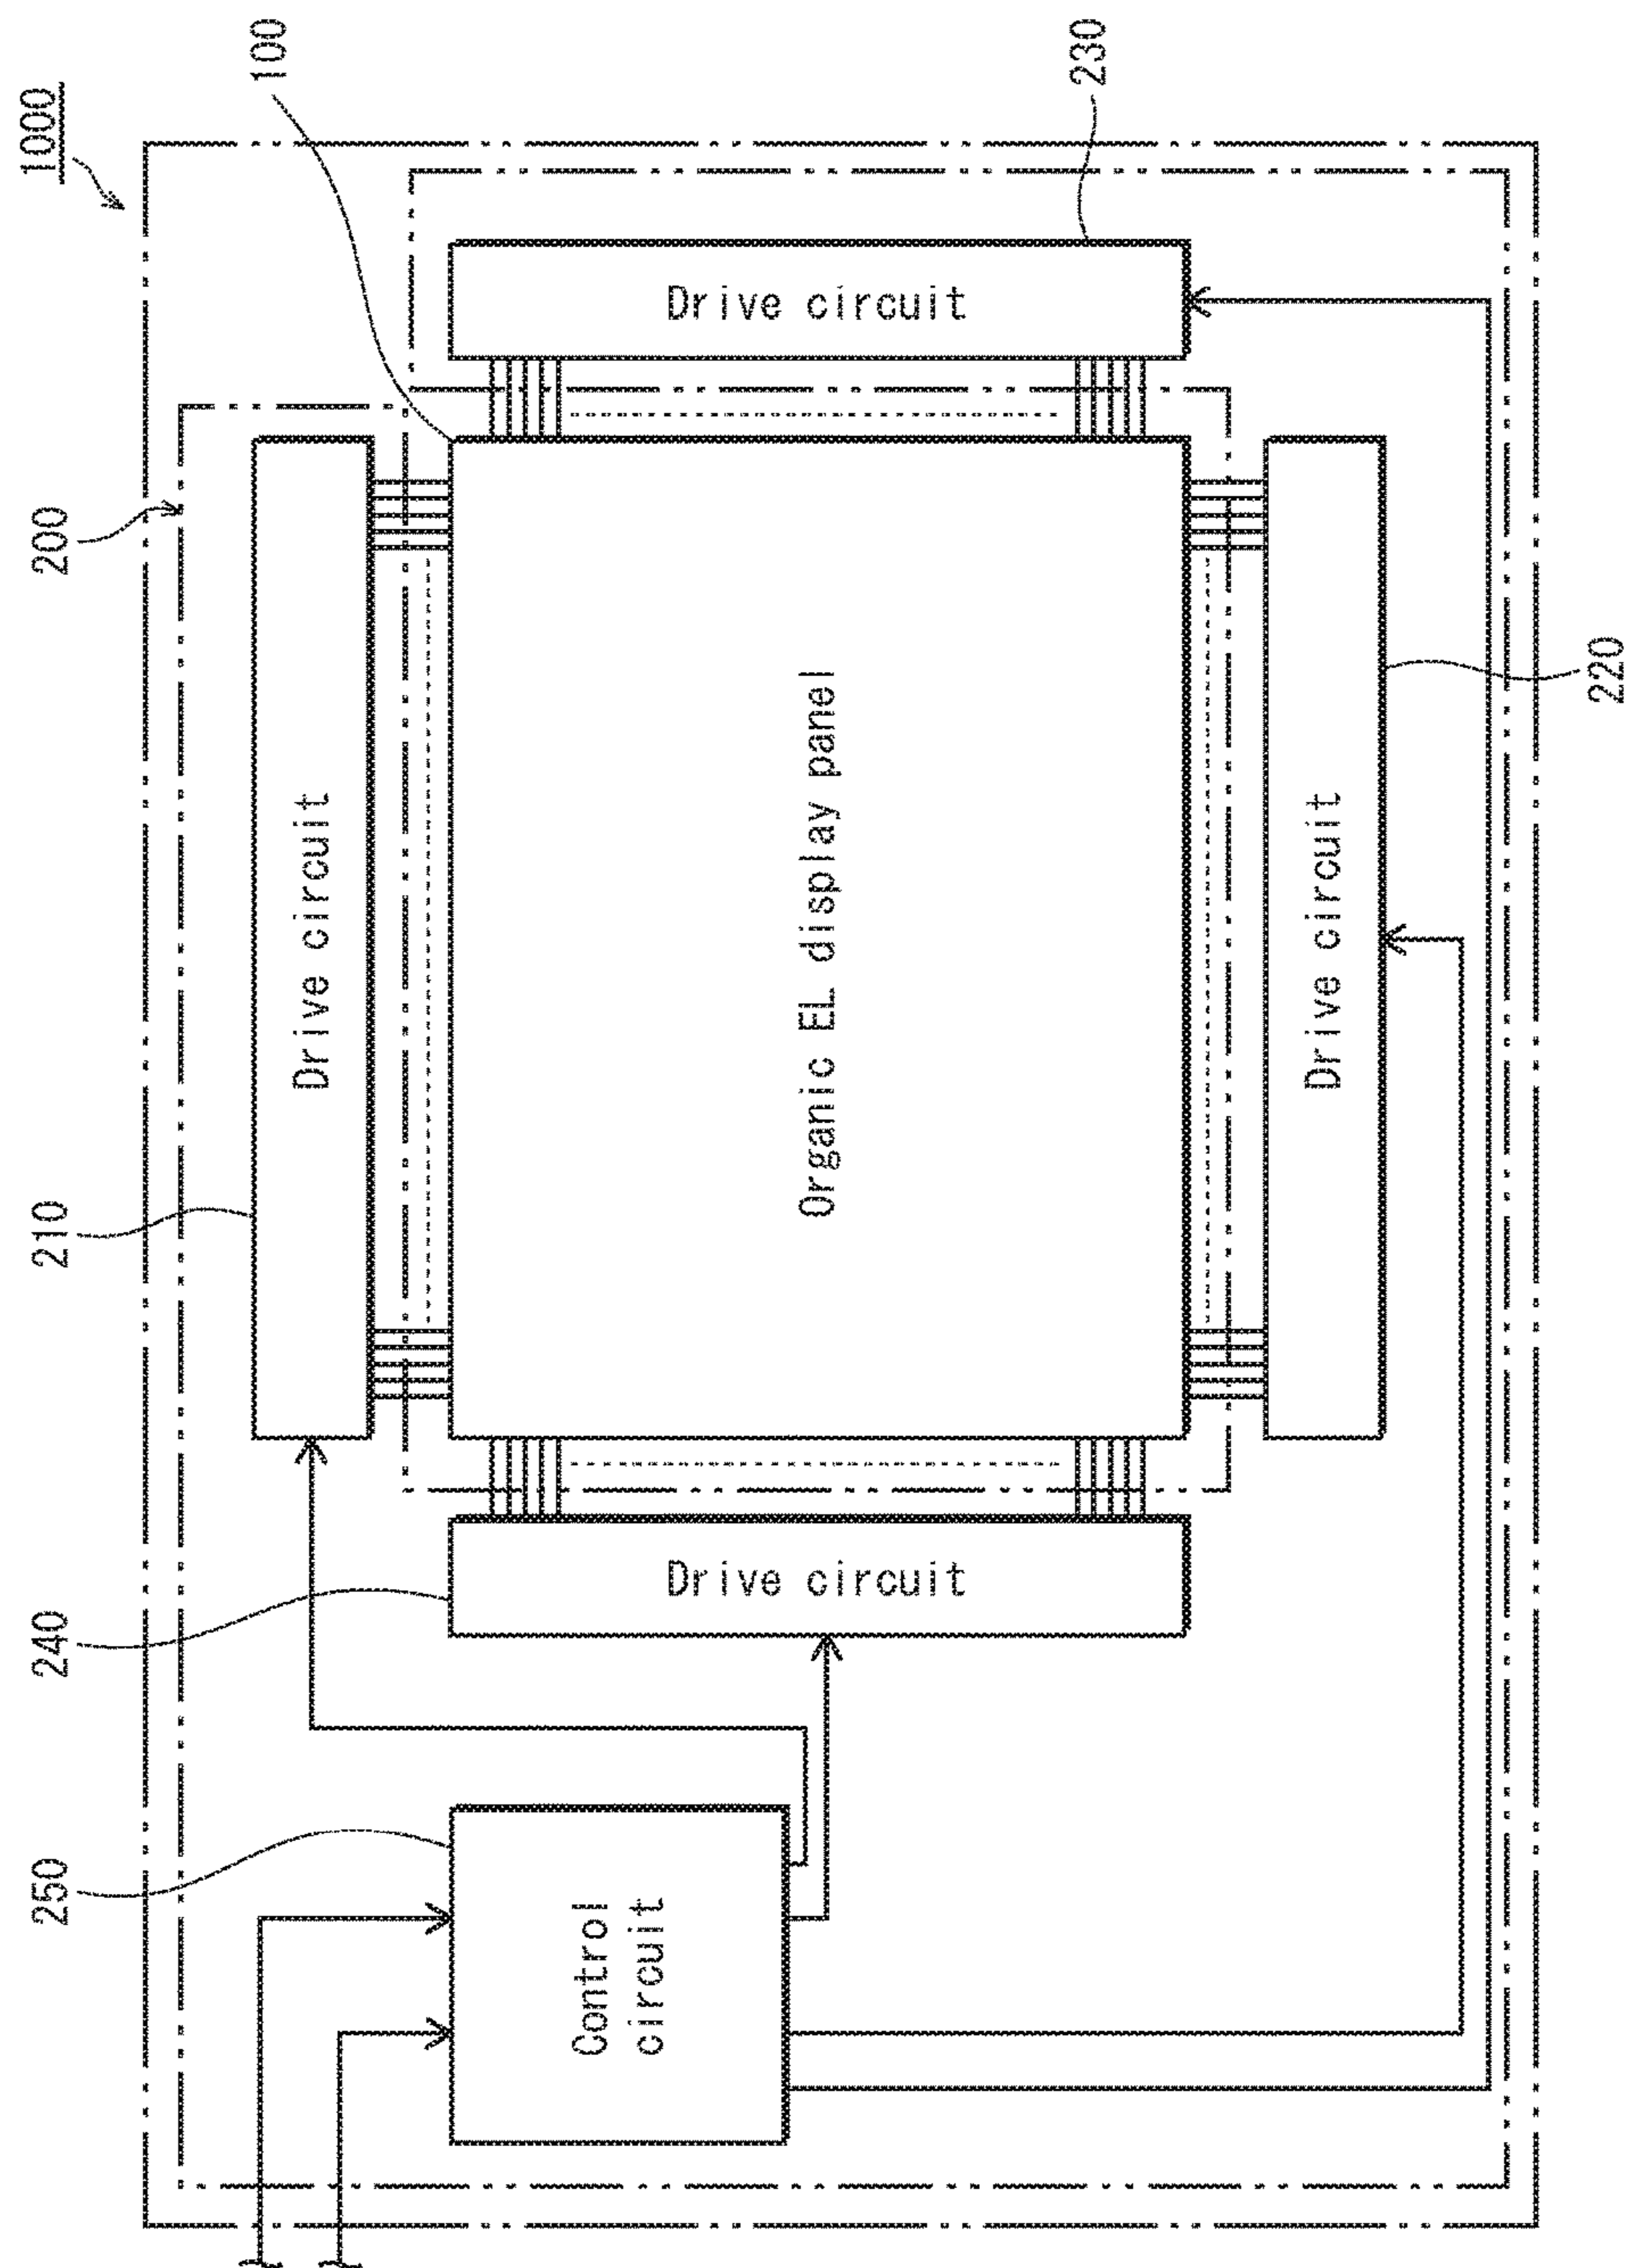 1000
100
200
230
Drive circuit
210
Drive circuit
Organic EL display panel
Drive circuit
220
240
Drive circuit
250
Control
circuit